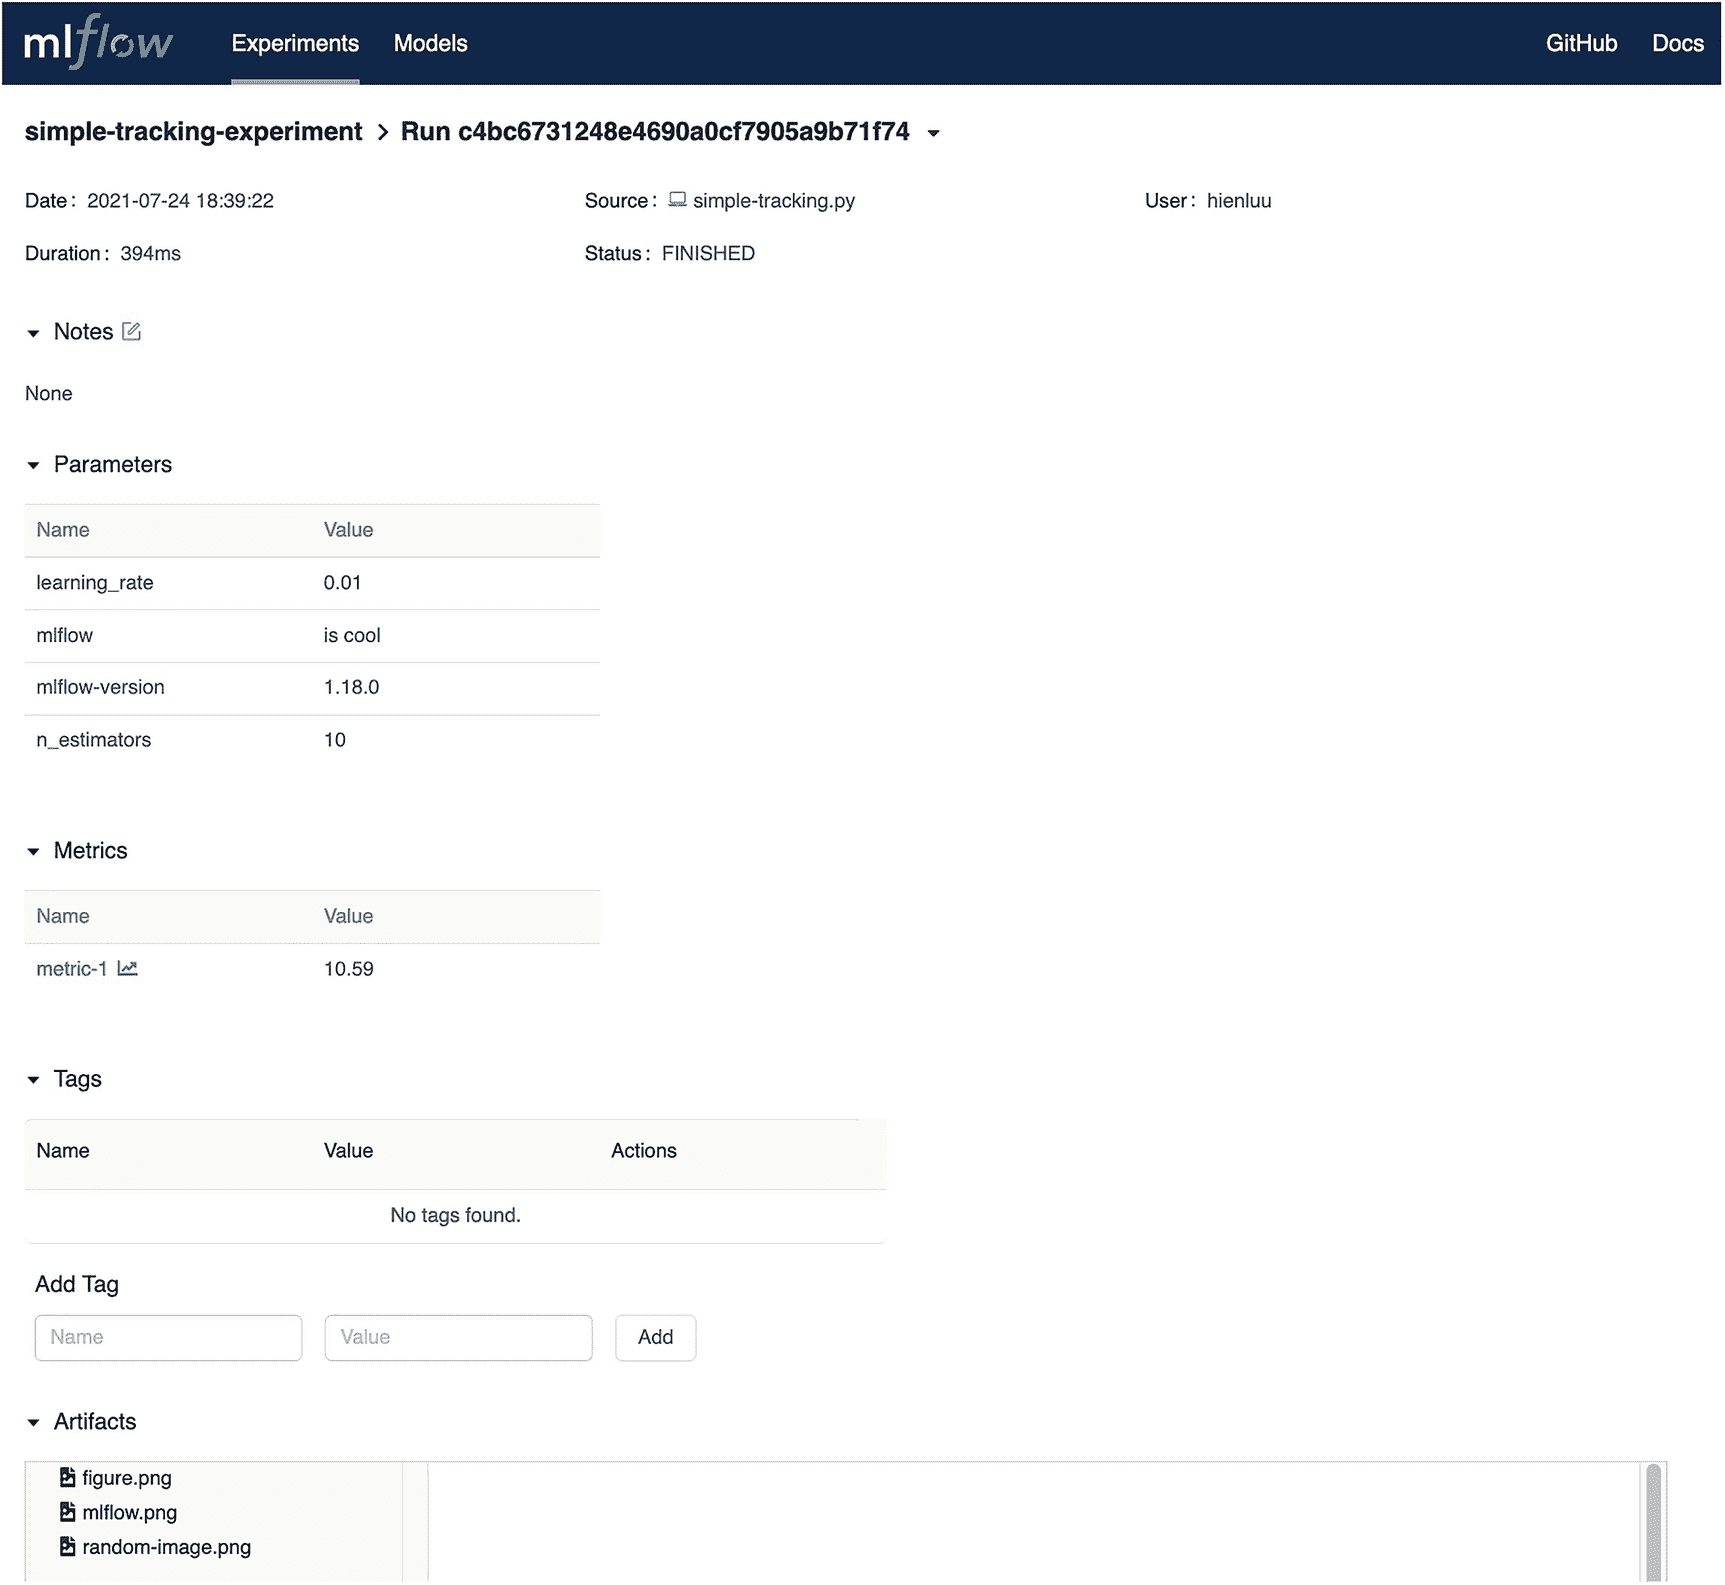 mlflow Experiments Models GitHub Docs
simple-tracking-experiment > Run c4bc6731248e4690a0cf7905a9b71f74
Date: 2021-07-24 18:39:22 Source: simple-tracking.py User: hienluu
Duration: 394ms Status: FINISHED
Notes
None
Parameters
Name Value
learning_rate 0.01
mlflow is cool
mlflow-version 1.18.0
n_estimators 10
Metrics
Name Value
metric-1 10.59
Tags
Name Value Actions
No tags found.
Add Tag
Name Value Add
Artifacts
figure.png
mlflow.png
random-image.png